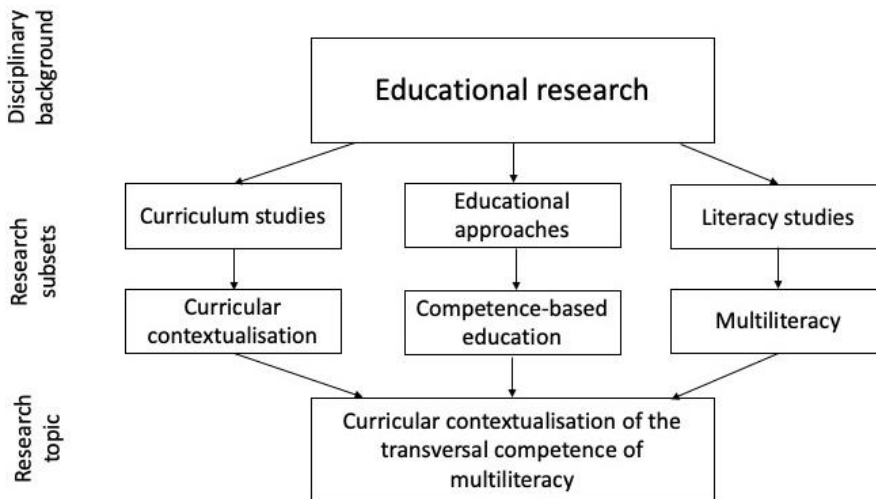 Disciplinary
background
Educational research
Research
subsets
Curriculum studies
Educational
approaches
Literacy studies
Curricular
contextualisation
Competence-based
education
Multiliteracy
Research
topic
Curricular contextualisation of the
transversal competence of
multiliteracy